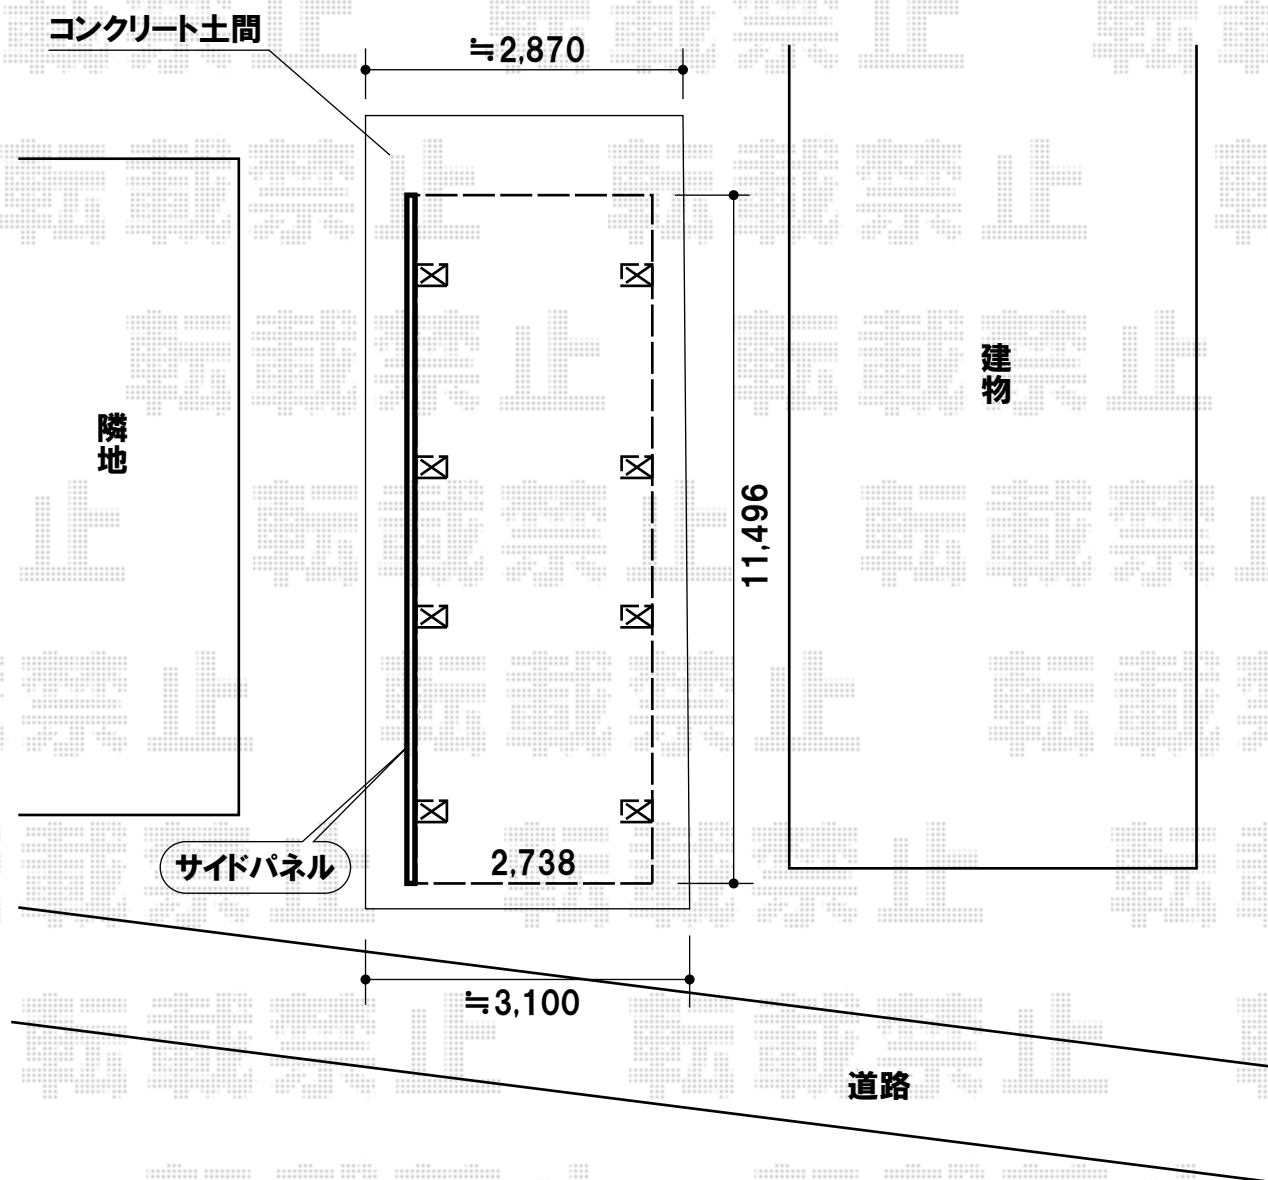 コンクリート土間
≒2,870
建物
隣地
11,496
サイドパネル
2,738
≒3,100
道路
転載禁止